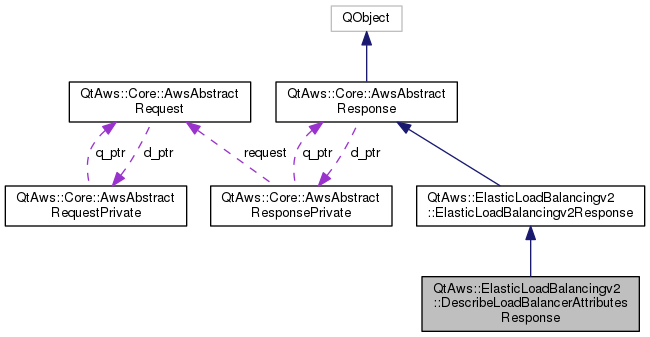 QObject
QtAws::Core::AwsAbstract
Request
QtAws::Core::AwsAbstract
Response
q_ptr
d_ptr
request
q_ptr
d_ptr
QtAws::Core::AwsAbstract
RequestPrivate
QtAws::Core::AwsAbstract
ResponsePrivate
QtAws::ElasticLoadBalancingv2
::ElasticLoadBalancingv2Response
QtAws::ElasticLoadBalancingv2
::DescribeLoadBalancerAttributes
Response